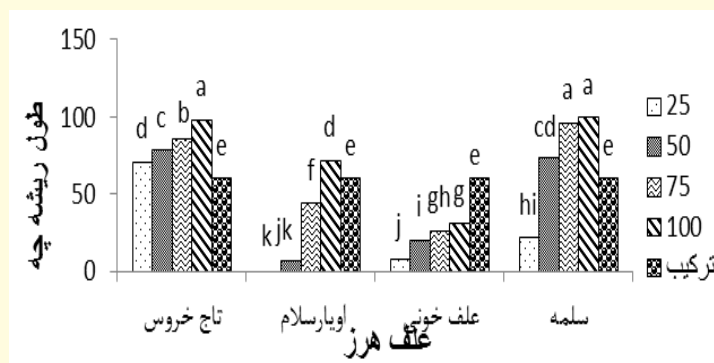 طول ریشه چه
150
100
50
0
d c b a e
k jk f d e
j i gh g e
hi cd a a e
تاج خروس
اویارسلام
علف خونی
سلمه
علف هرز
25
50
75
100
ترکیب